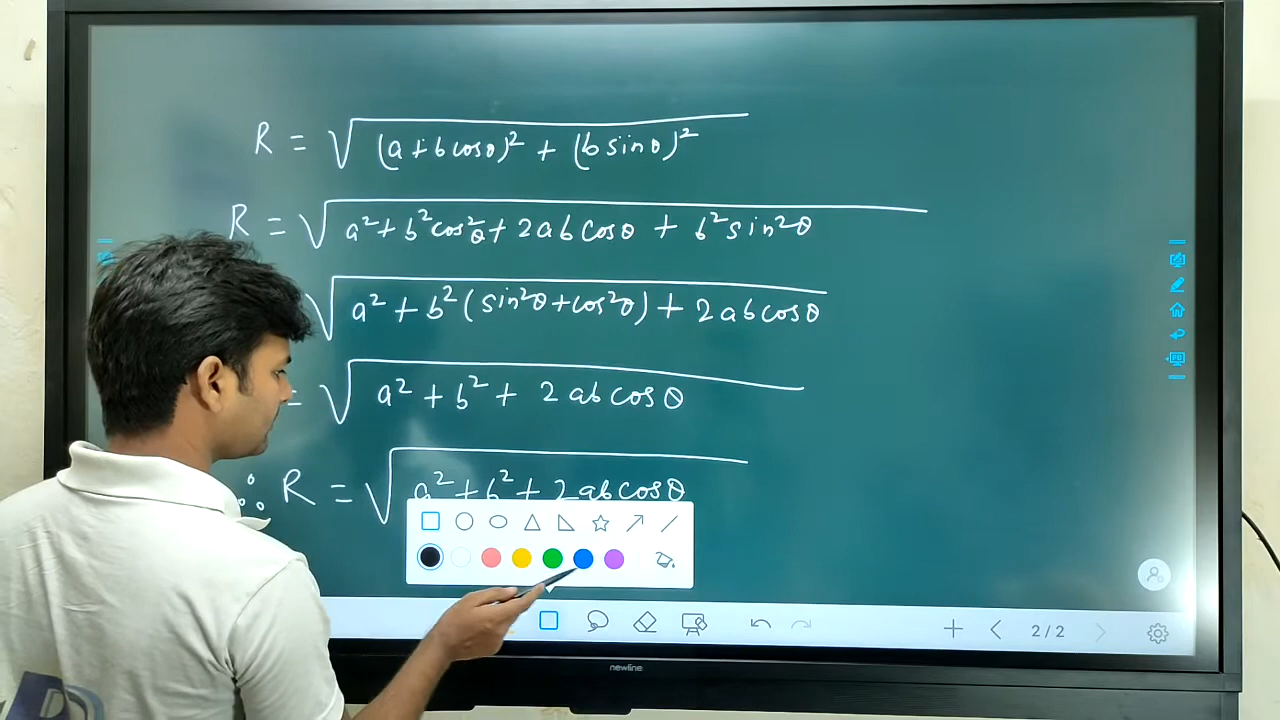 R = √(a+bcosθ)² + (bsinθ)²
R = √a²+b²cos²θ+2abcosθ + b²sin²θ
√a²+b²(sin²θ+cos²θ)+2abcosθ
= √a²+b²+2abcosθ
∴ R = √a²+b²+2abcosθ
2/2
newline